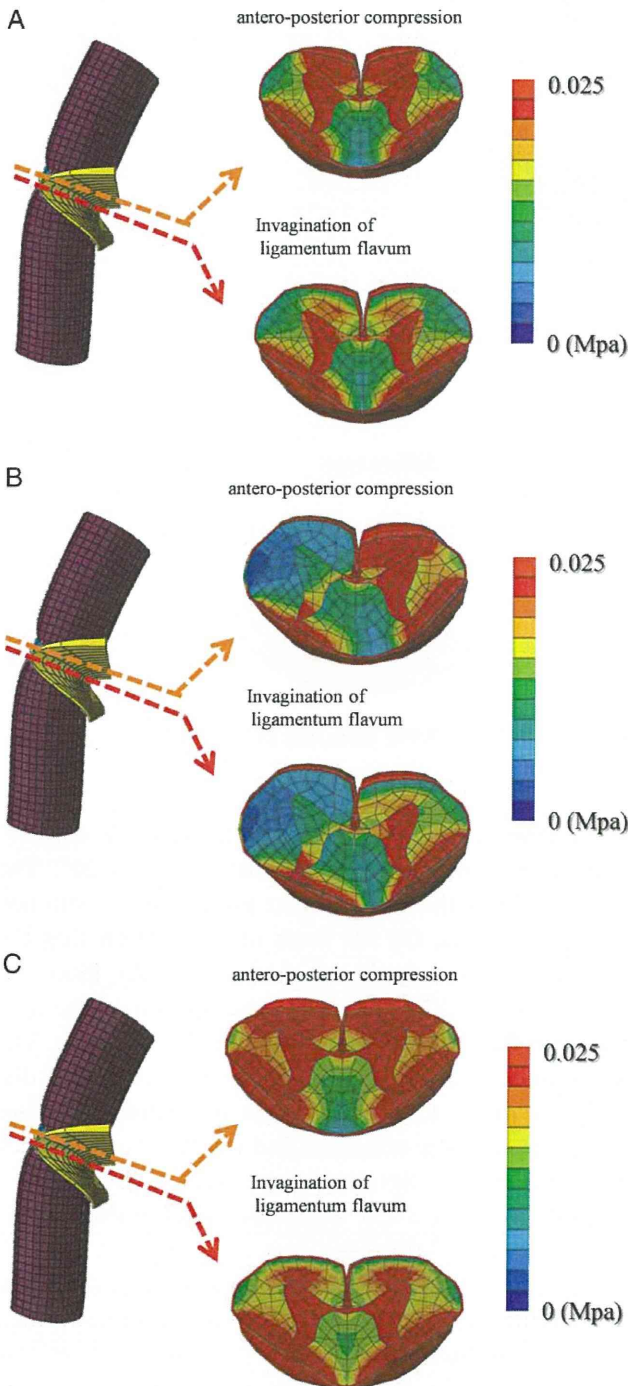 A
antero-posterior compression
0.025
Invagination of
ligamentum flavum
0 (Mpa)
B
antero-posterior compression
0.025
Invagination of
ligamentum flavum
0 (Mpa)
C
antero-posterior compression
0.025
Invagination of
ligamentum flavum
0 (Mpa)